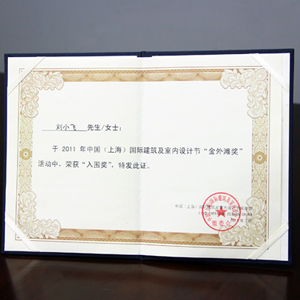 刘小飞 先生/女士：
于 2011 年中国（上海）国际建筑及室内设计节“金外滩奖”
活动中，荣获“入围奖”，特发此证。